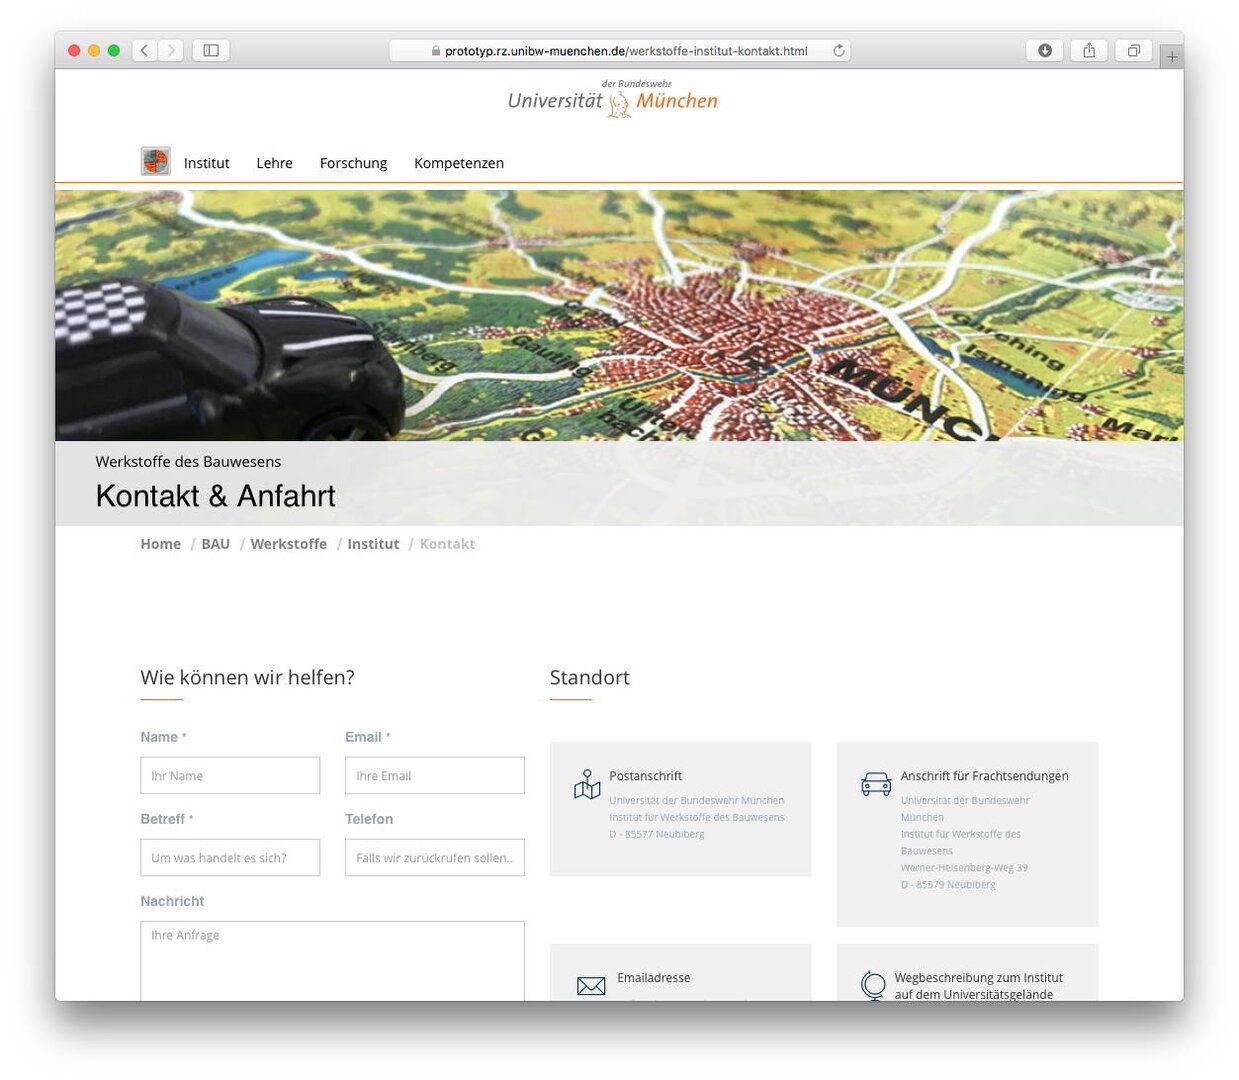 prototyp.rz.unibw-muenchen.de/werkstoffe-institut-kontakt.html
der Bundeswehr
Universität München
Institut Lehre Forschung Kompetenzen
Gauting
Garching
Ismaning
MÜNC
Werkstoffe des Bauwesens
Kontakt & Anfahrt
Home / BAU / Werkstoffe / Institut / Kontakt
Wie können wir helfen?
Name *
Email *
Ihr Name
Ihre Email
Betreff *
Telefon
Um was handelt es sich?
Falls wir zurückrufen sollen..
Nachricht
Ihre Anfrage
Standort
Postanschrift
Universität der Bundeswehr München
Institut für Werkstoffe des Bauwesens
D - 85577 Neubiberg
Anschrift für Frachtsendungen
Universität der Bundeswehr
München
Institut für Werkstoffe des
Bauwesens
Werner-Heisenberg-Weg 39
D - 85579 Neubiberg
Emailadresse
Wegbeschreibung zum Institut
auf dem Universitätsgelände